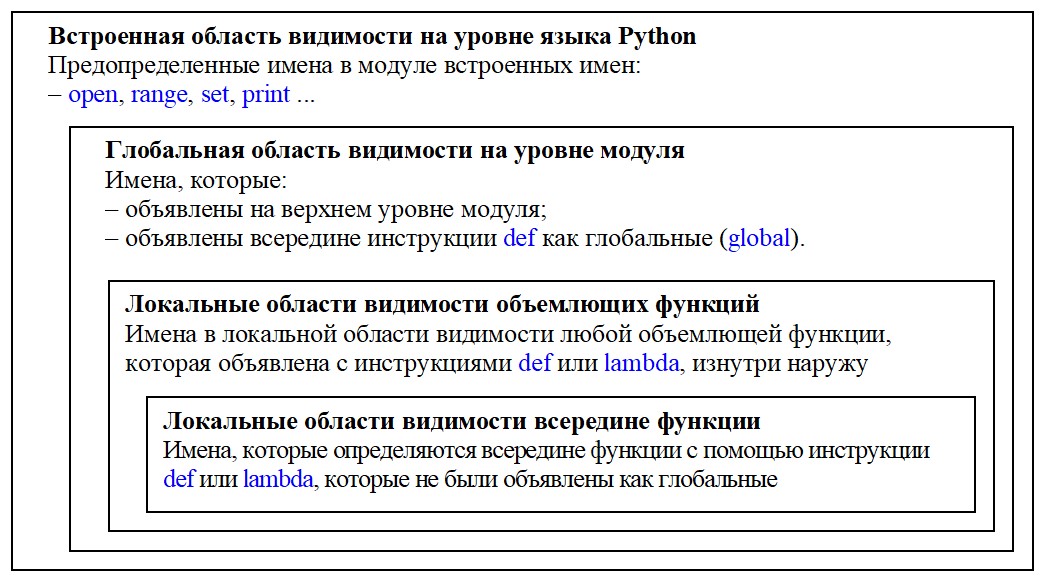 Встроенная область видимости на уровне языка Python
Предопределенные имена в модуле встроенных имен:
– open, range, set, print ...
Глобальная область видимости на уровне модуля
Имена, которые:
– объявлены на верхнем уровне модуля;
– объявлены всередине инструкции def как глобальные (global).
Локальные области видимости объемлющих функций
Имена в локальной области видимости любой объемлющей функции,
которая объявлена с инструкциями def или lambda, изнутри наружу
Локальные области видимости всередине функции
Имена, которые определяются всередине функции с помощью инструкции
def или lambda, которые не были объявлены как глобальные